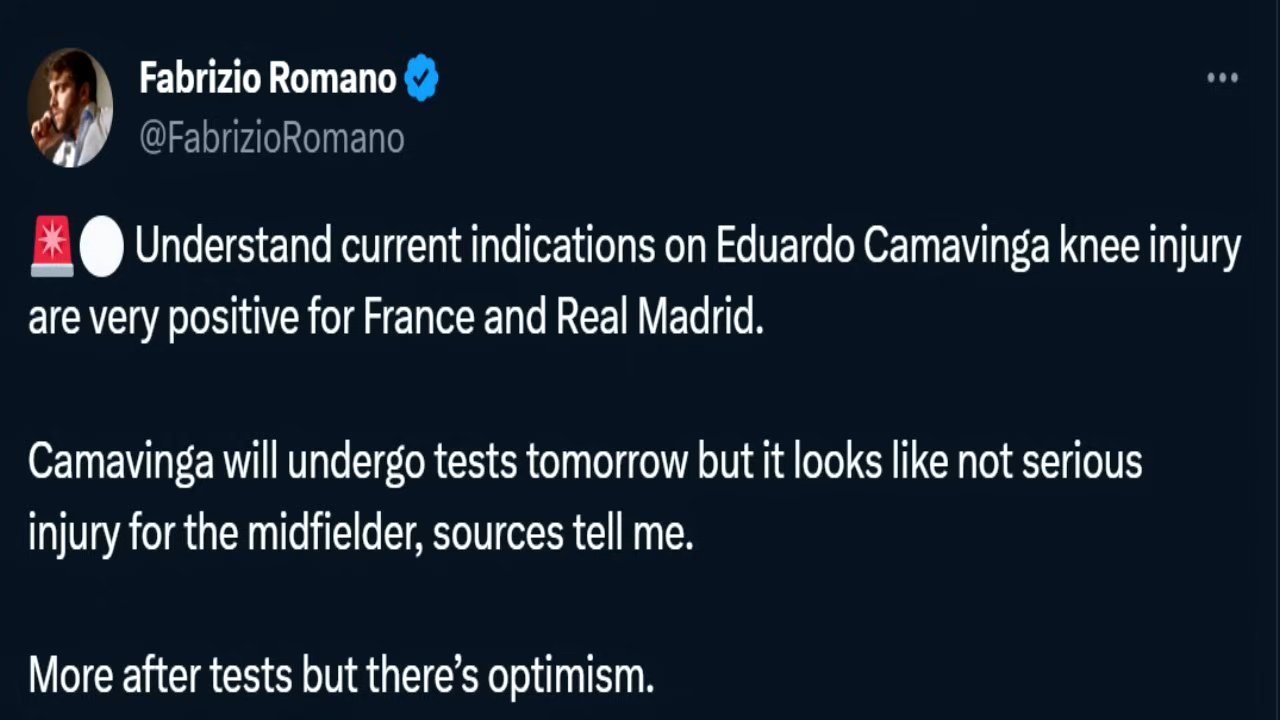 Fabrizio Romano
@FabrizioRomano
🚨⚪ Understand current indications on Eduardo Camavinga knee injury
are very positive for France and Real Madrid.
Camavinga will undergo tests tomorrow but it looks like not serious
injury for the midfielder, sources tell me.
More after tests but there’s optimism.